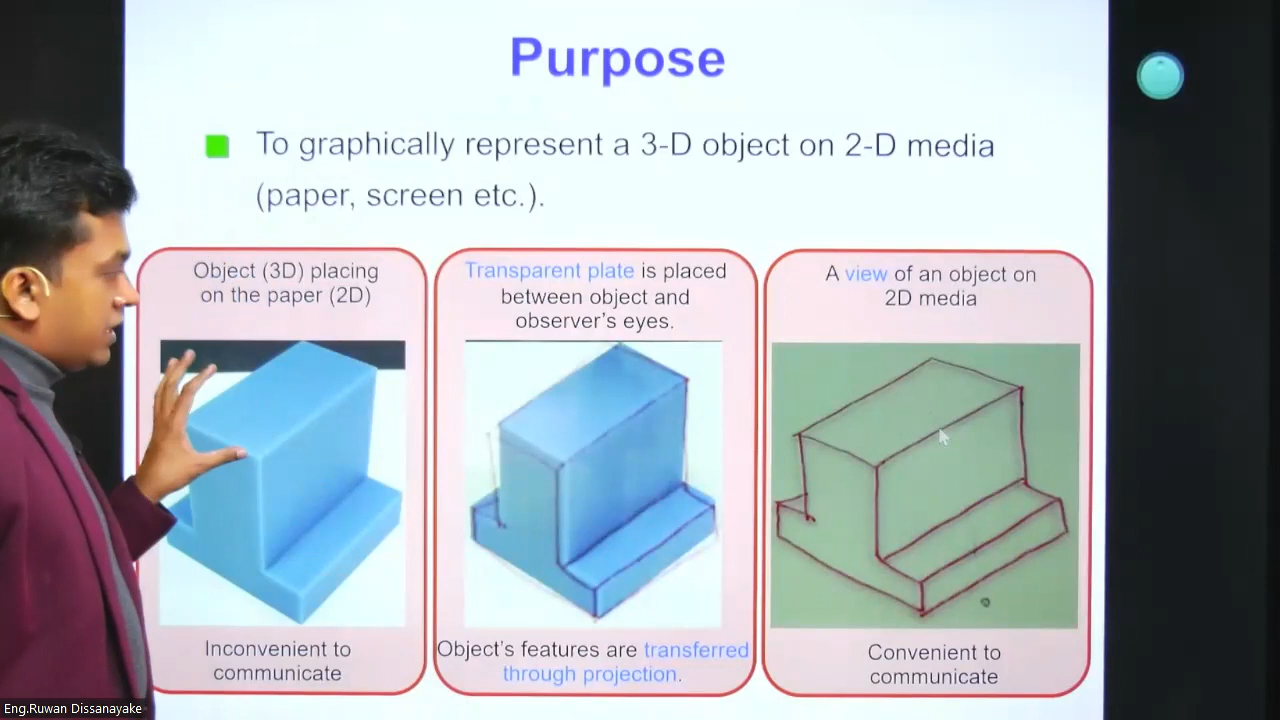 Purpose
To graphically represent a 3-D object on 2-D media
(paper, screen etc.).
Object (3D) placing
on the paper (2D)
Inconvenient to
communicate
Transparent plate is placed
between object and
observer's eyes.
Object's features are transferred
through projection.
A view of an object on
2D media
Convenient to
communicate
Eng.Ruwan Dissanayake